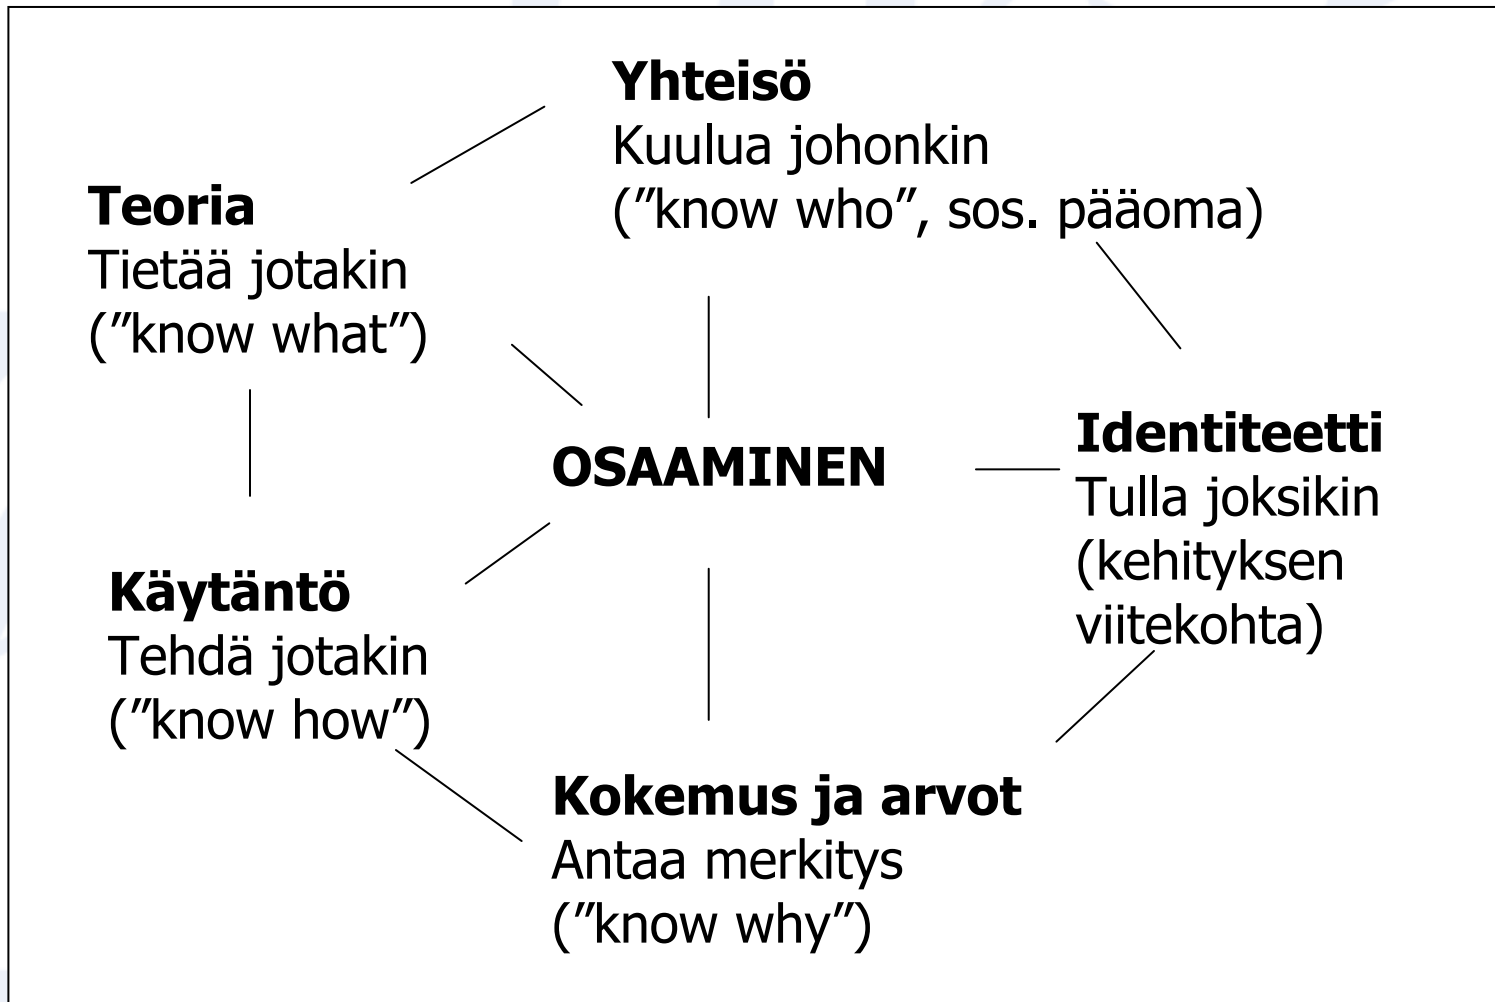 Yhteisö
Kuulua johonkin
(”know who”, sos. pääoma)
Teoria
Tietää jotakin
(”know what”)
OSAAMINEN
Identiteetti
Tulla joksikin
(kehityksen
viitekohta)
Käytäntö
Tehdä jotakin
(”know how”)
Kokemus ja arvot
Antaa merkitys
(”know why”)